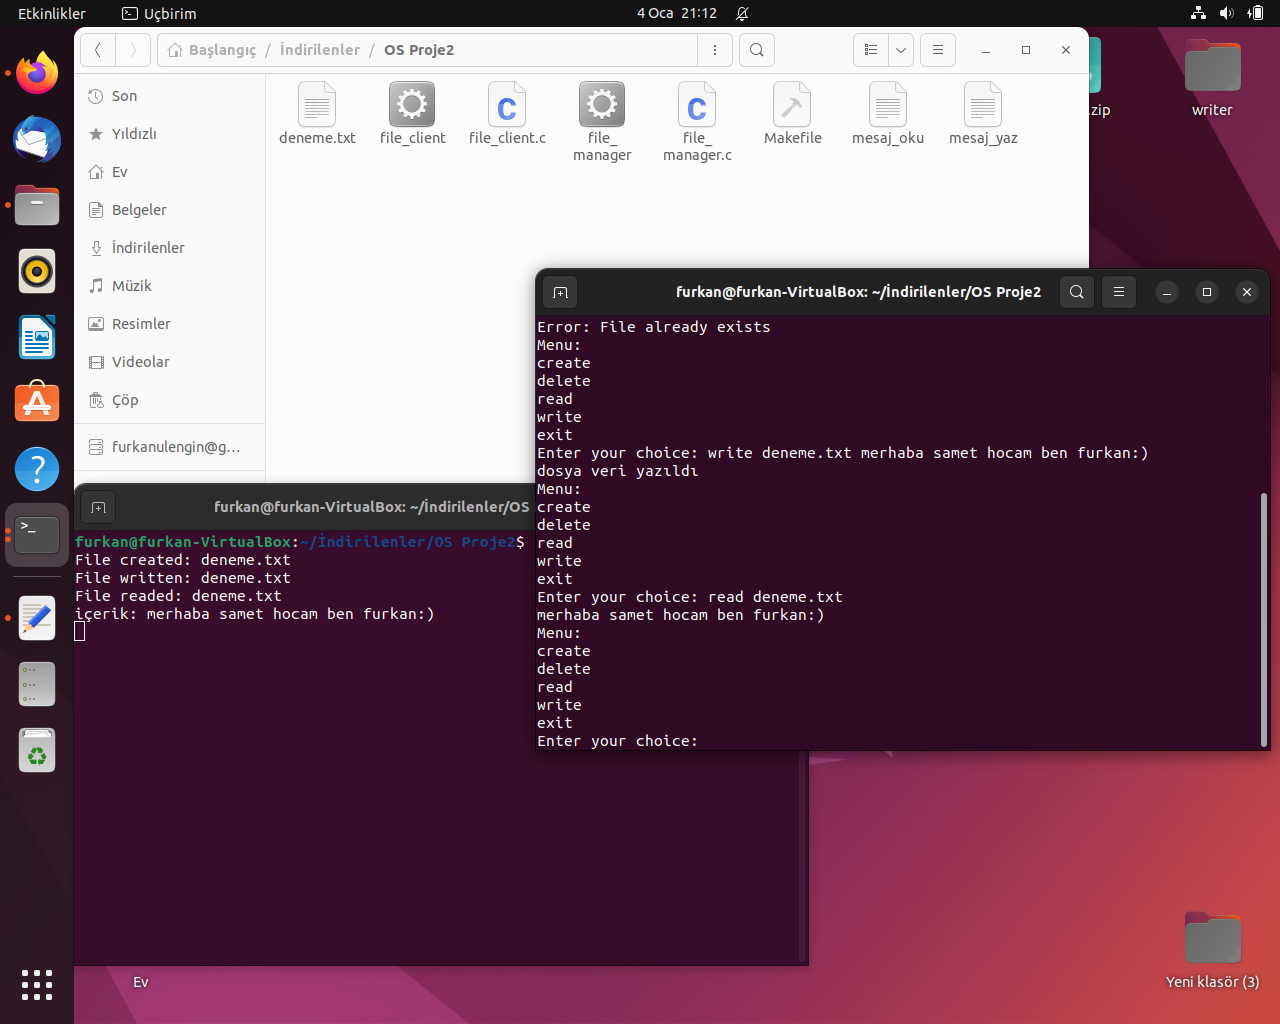 Etkinlikler
Uçbirim
4 Oca 21:12
Başlangıç / İndirilenler / OS Proje2
Son
Yıldızlı
Ev
Belgeler
İndirilenler
Müzik
Resimler
Videolar
Çöp
furkanulengin@g…
deneme.txt
file_client
file_client.c
file_
manager
file_
manager.c
Makefile
mesaj_oku
mesaj_yaz
.zip
writer
furkan@furkan-VirtualBox: ~/İndirilenler/OS Proje2
Error: File already exists
Menu:
create
delete
read
write
exit
Enter your choice: write deneme.txt merhaba samet hocam ben furkan:)
dosya veri yazıldı
Menu:
create
delete
read
write
exit
Enter your choice: read deneme.txt
merhaba samet hocam ben furkan:)
Menu:
create
delete
read
write
exit
Enter your choice:
furkan@furkan-VirtualBox: ~/İndirilenler/OS
furkan@furkan-VirtualBox:~/İndirilenler/OS Proje2$
File created: deneme.txt
File written: deneme.txt
File readed: deneme.txt
içerik: merhaba samet hocam ben furkan:)
Ev
Yeni klasör (3)